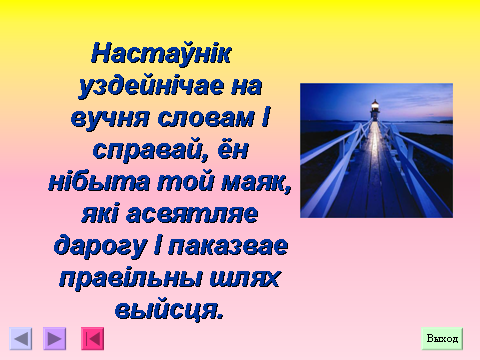 Настаўнік
уздейнічае на
вучня словам І
справай, ён
нібыта той маяк,
які асвятляе
дарогу І паказвае
правільны шлях
выйсця.
Выход